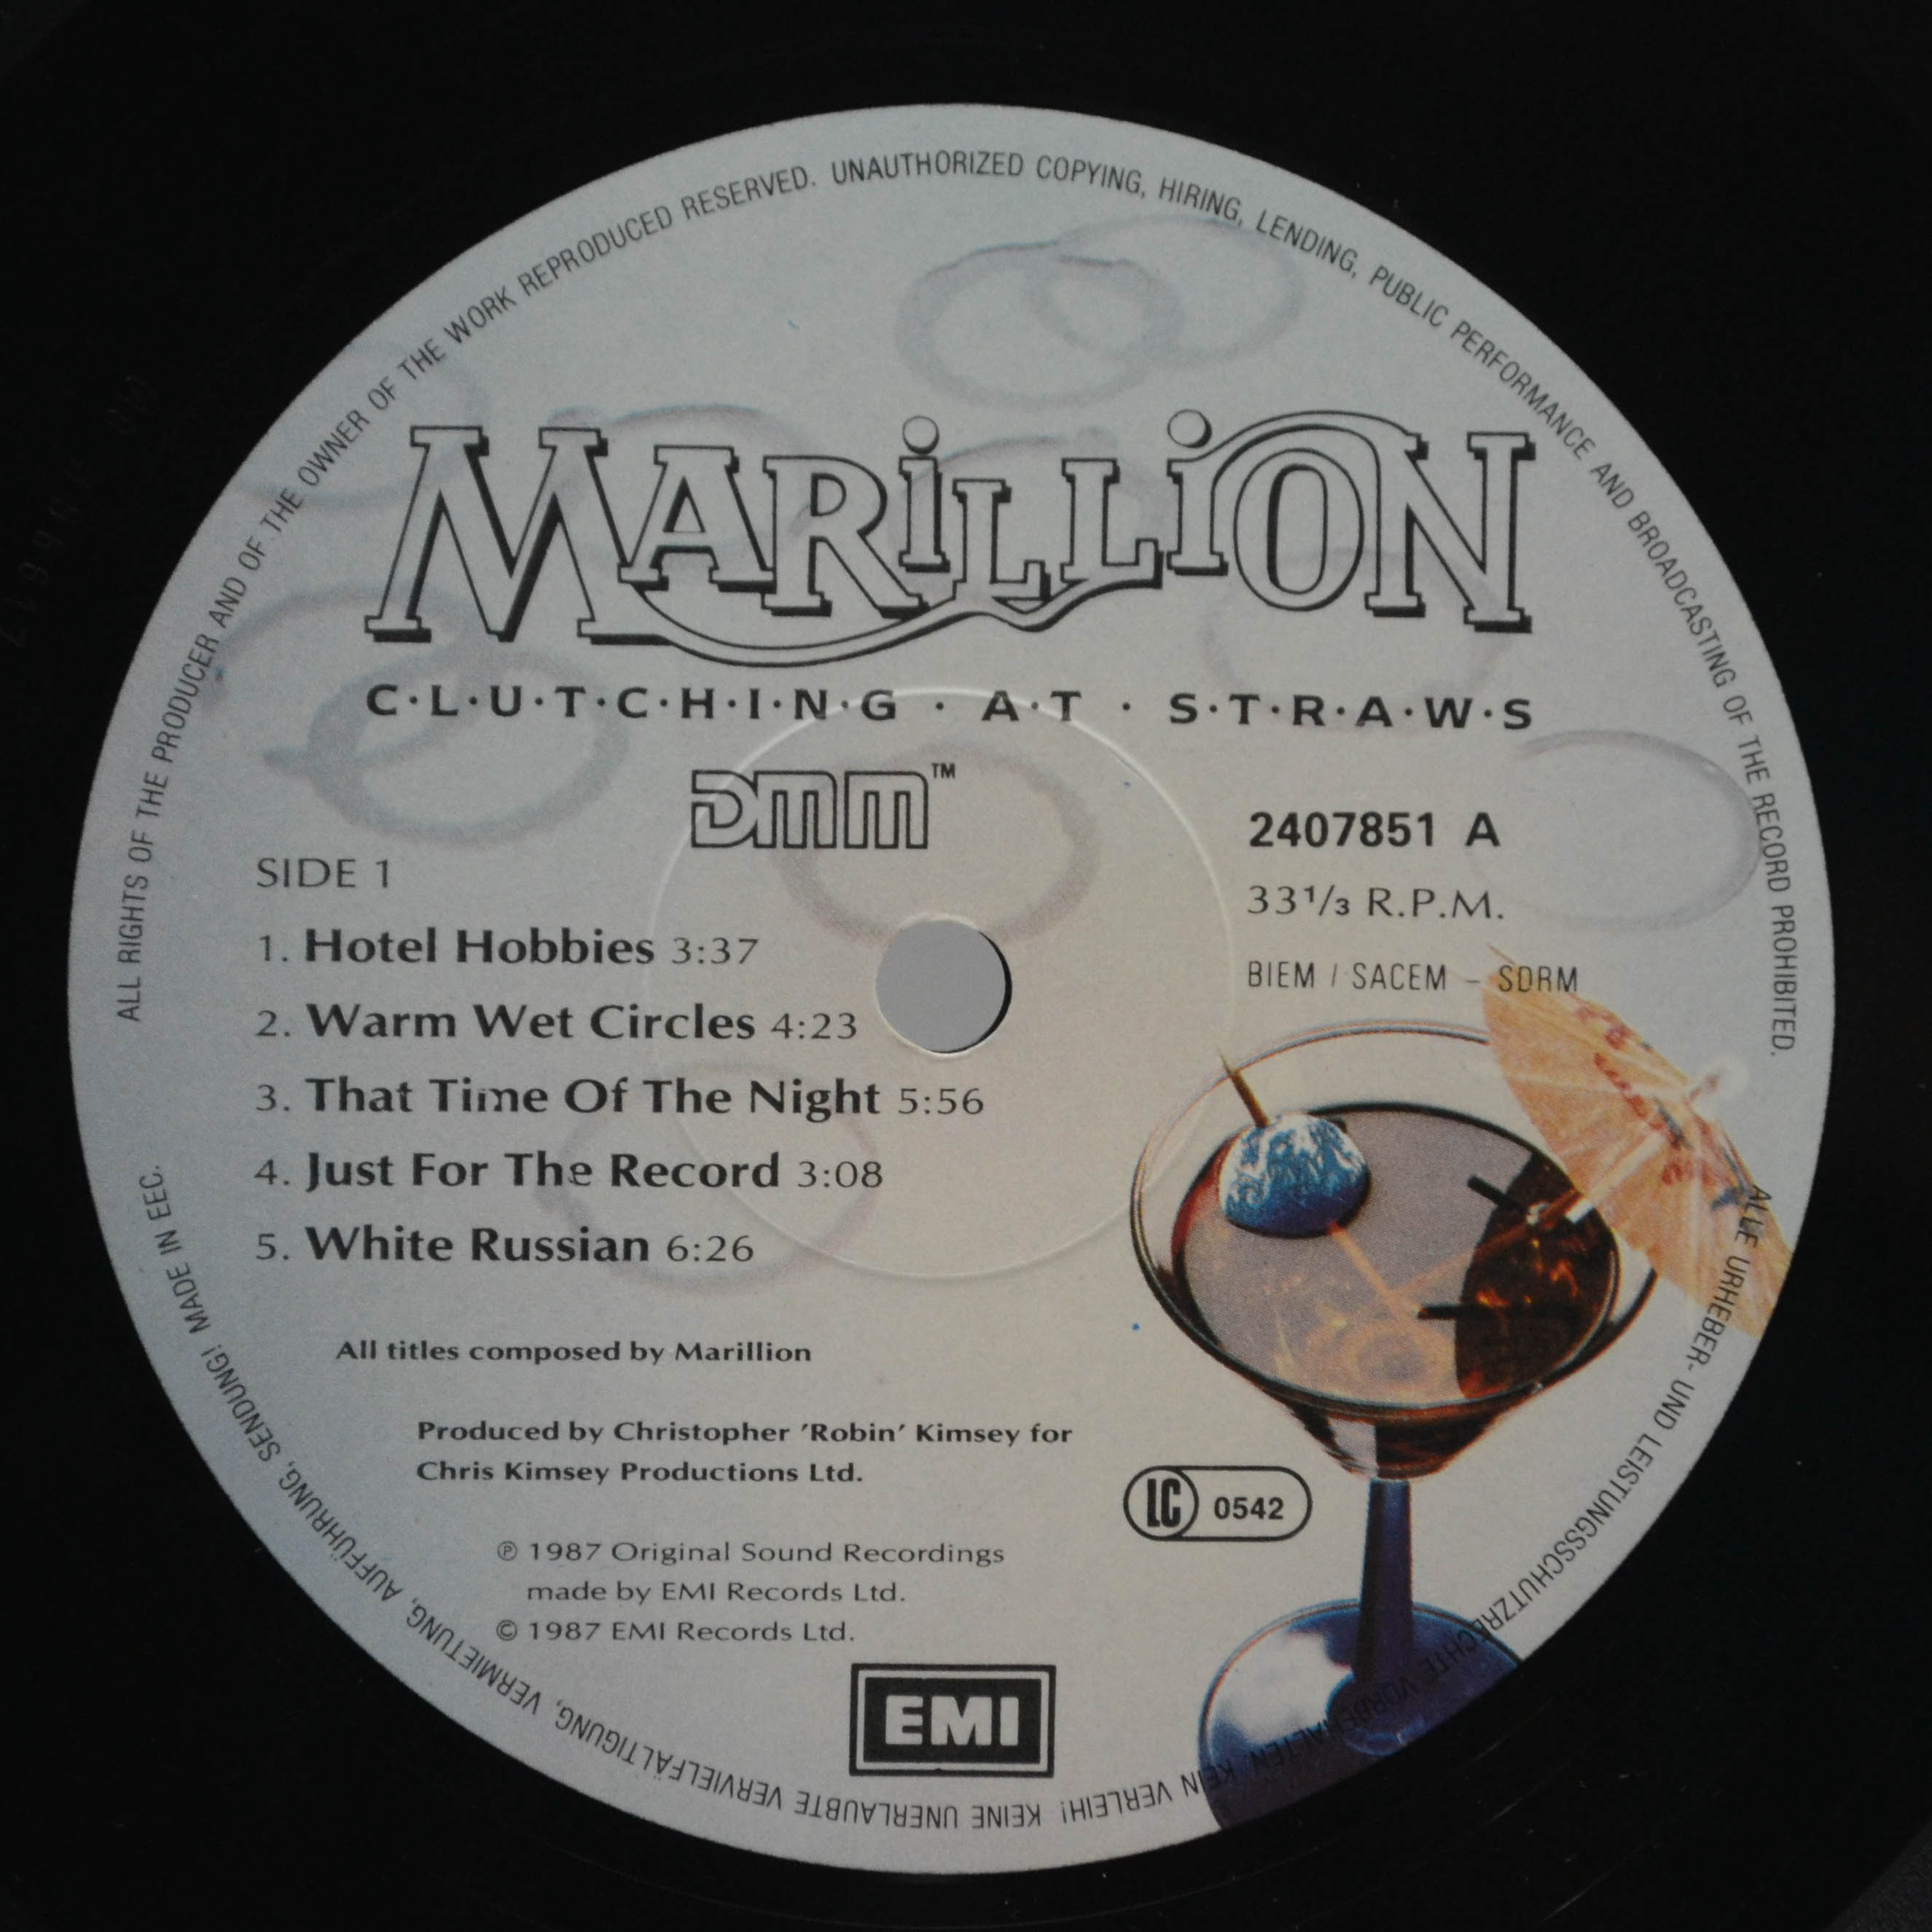 ALL RIGHTS OF THE PRODUCER AND OF THE OWNER OF THE WORK REPRODUCED RESERVED. UNAUTHORIZED COPYING, HIRING, LENDING, PUBLIC PERFORMANCE AND BROADCASTING OF THE RECORD PROHIBITED.
MARiLLiON
C·L·U·T·C·H·I·N·G · A·T · S·T·R·A·W·S
DMM™
2407851 A
SIDE 1
33⅓ R.P.M.
1. Hotel Hobbies 3:37
BIEM / SACEM – SDRM
2. Warm Wet Circles 4:23
3. That Time Of The Night 5:56
4. Just For The Record 3:08
5. White Russian 6:26
All titles composed by Marillion
Produced by Christopher ’Robin’ Kimsey for
Chris Kimsey Productions Ltd.
LC 0542
℗ 1987 Original Sound Recordings
made by EMI Records Ltd.
© 1987 EMI Records Ltd.
EMI
ALLE URHEBER- UND LEISTUNGSSCHUTZRECHTE VORBEHALTEN. KEIN VERLEIH! KEINE UNERLAUBTE VERVIELFÄLTIGUNG, VERMIETUNG, AUFFÜHRUNG, SENDUNG! MADE IN EEC.